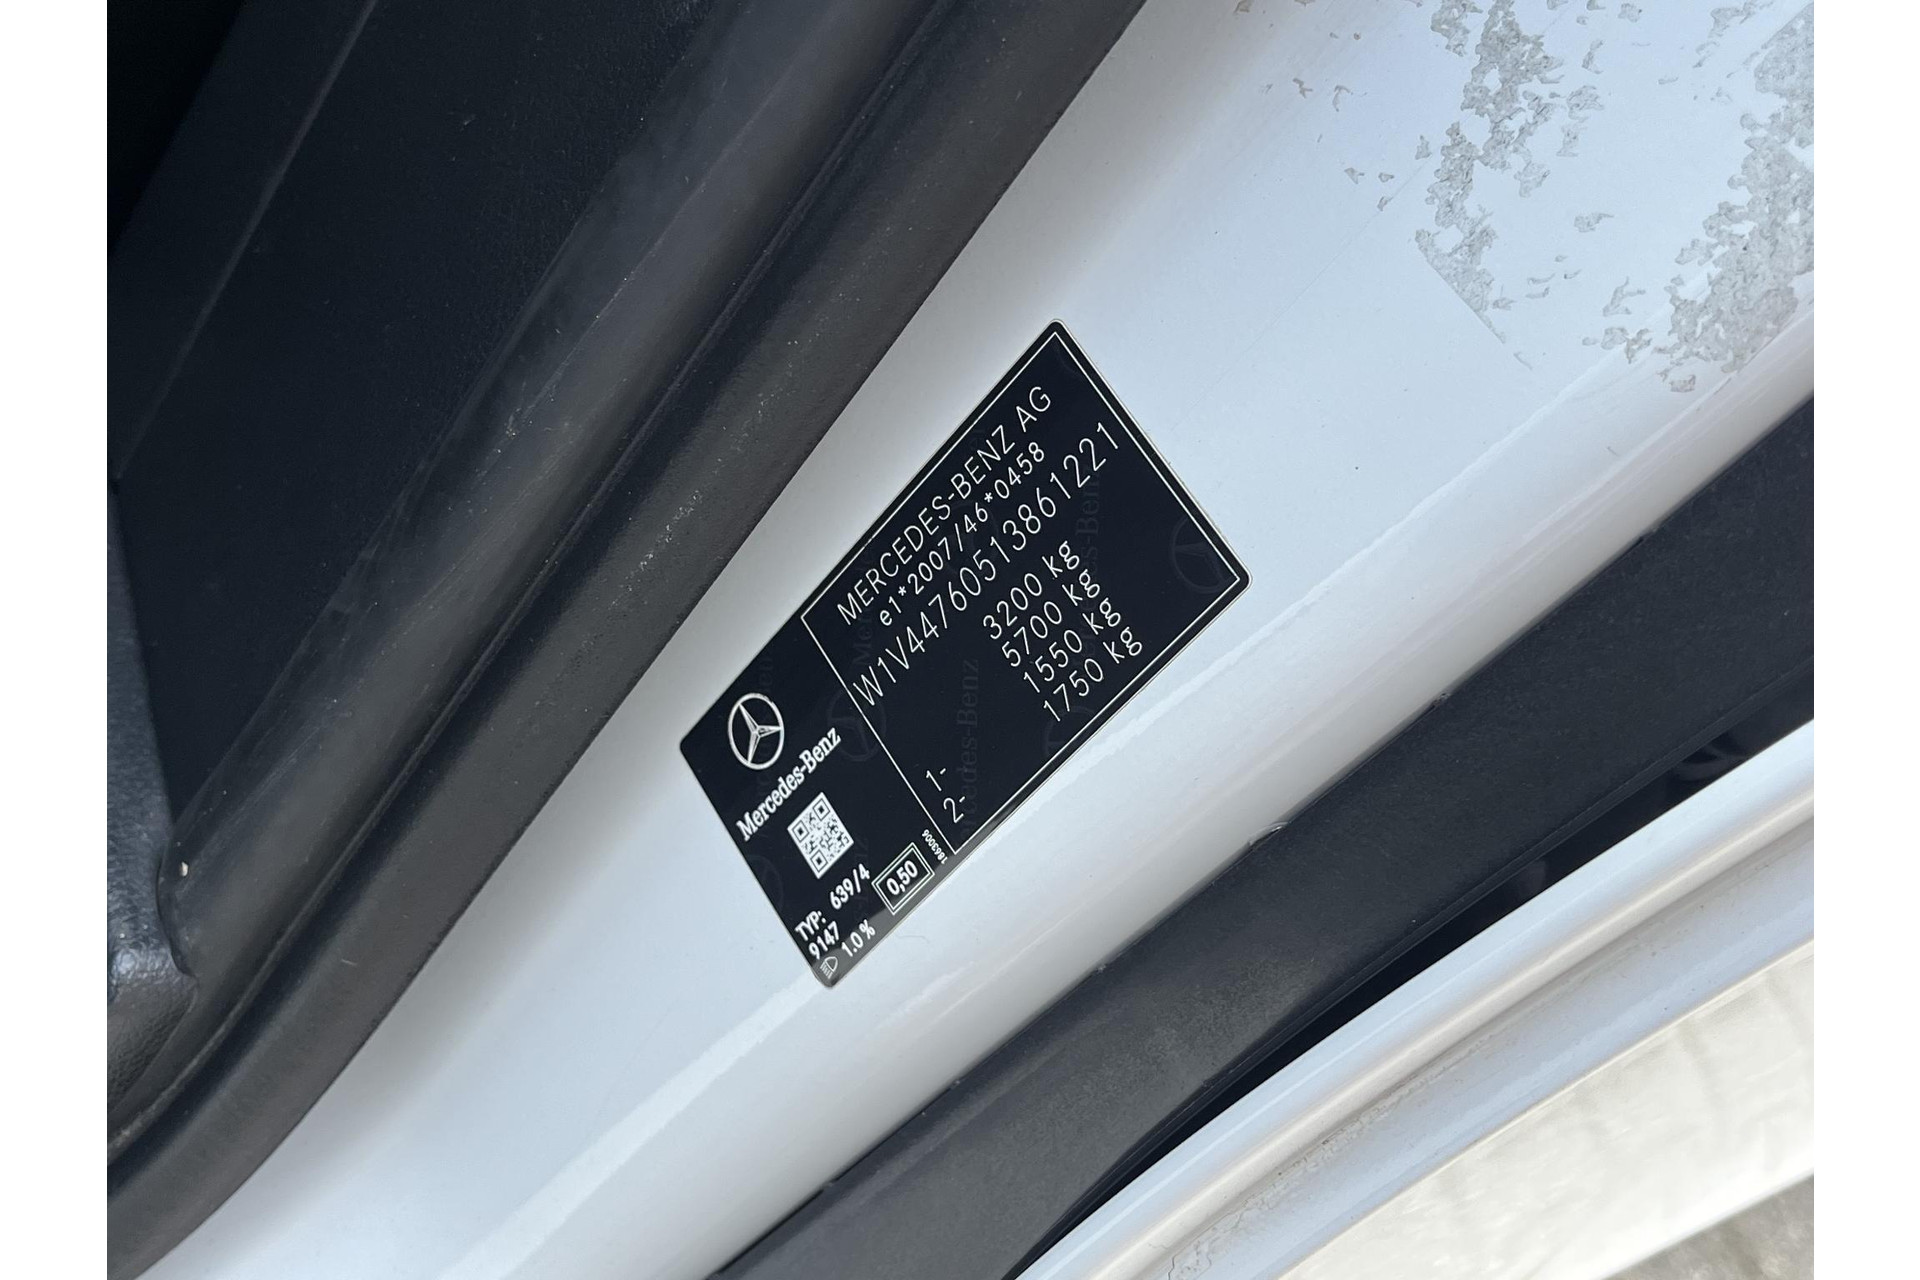 MERCEDES-BENZ AG
e1*2007/46*0458
W1V44760513861221
3200 kg
5700 kg
1550 kg
1750 kg
1-
2-
Mercedes-Benz
TYP: 639/4
9147
1.0 %
0,50
1863006